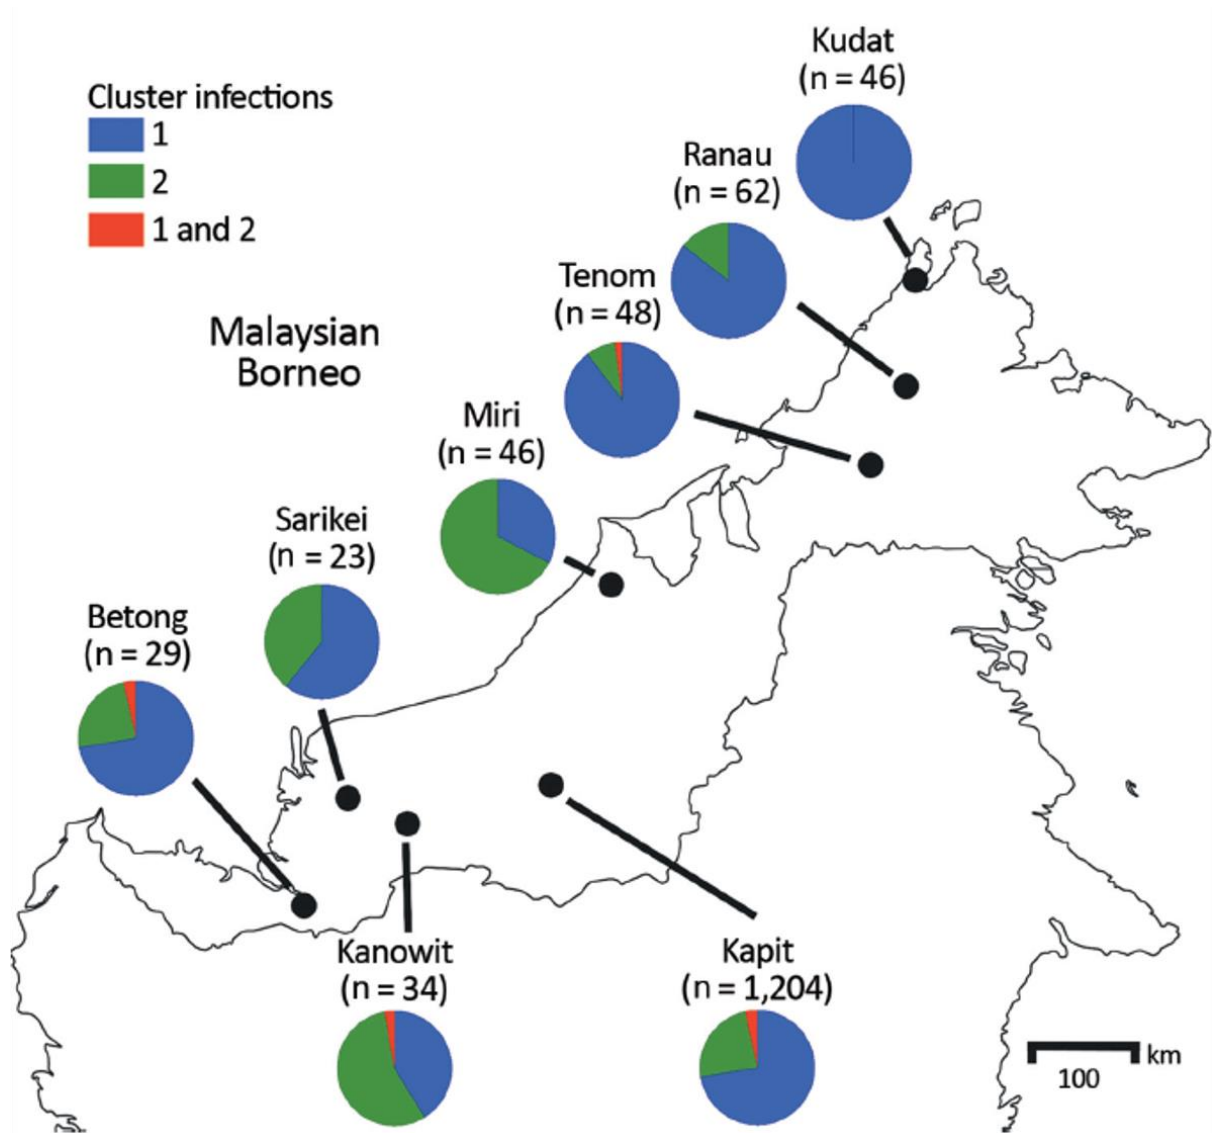 Kudat
(n = 46)
Cluster infections
1
2
1 and 2
Ranau
(n = 62)
Tenom
(n = 48)
Malaysian
Borneo
Miri
(n = 46)
Sarikei
(n = 23)
Betong
(n = 29)
Kanowit
(n = 34)
Kapit
(n = 1,204)
km
100